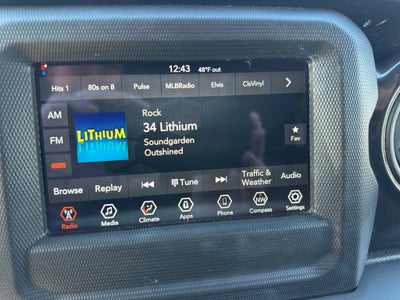 12:43 48°F out
Hits 1 80s on 8 Pulse MLBRadio Elvis ClsVinyl
AM
FM
LITHIUM
Rock
34 Lithium
Soundgarden
Outshined
Fav
Browse Replay Tune Traffic & Weather Audio
Radio Media Climate Apps Phone NW Compass Settings